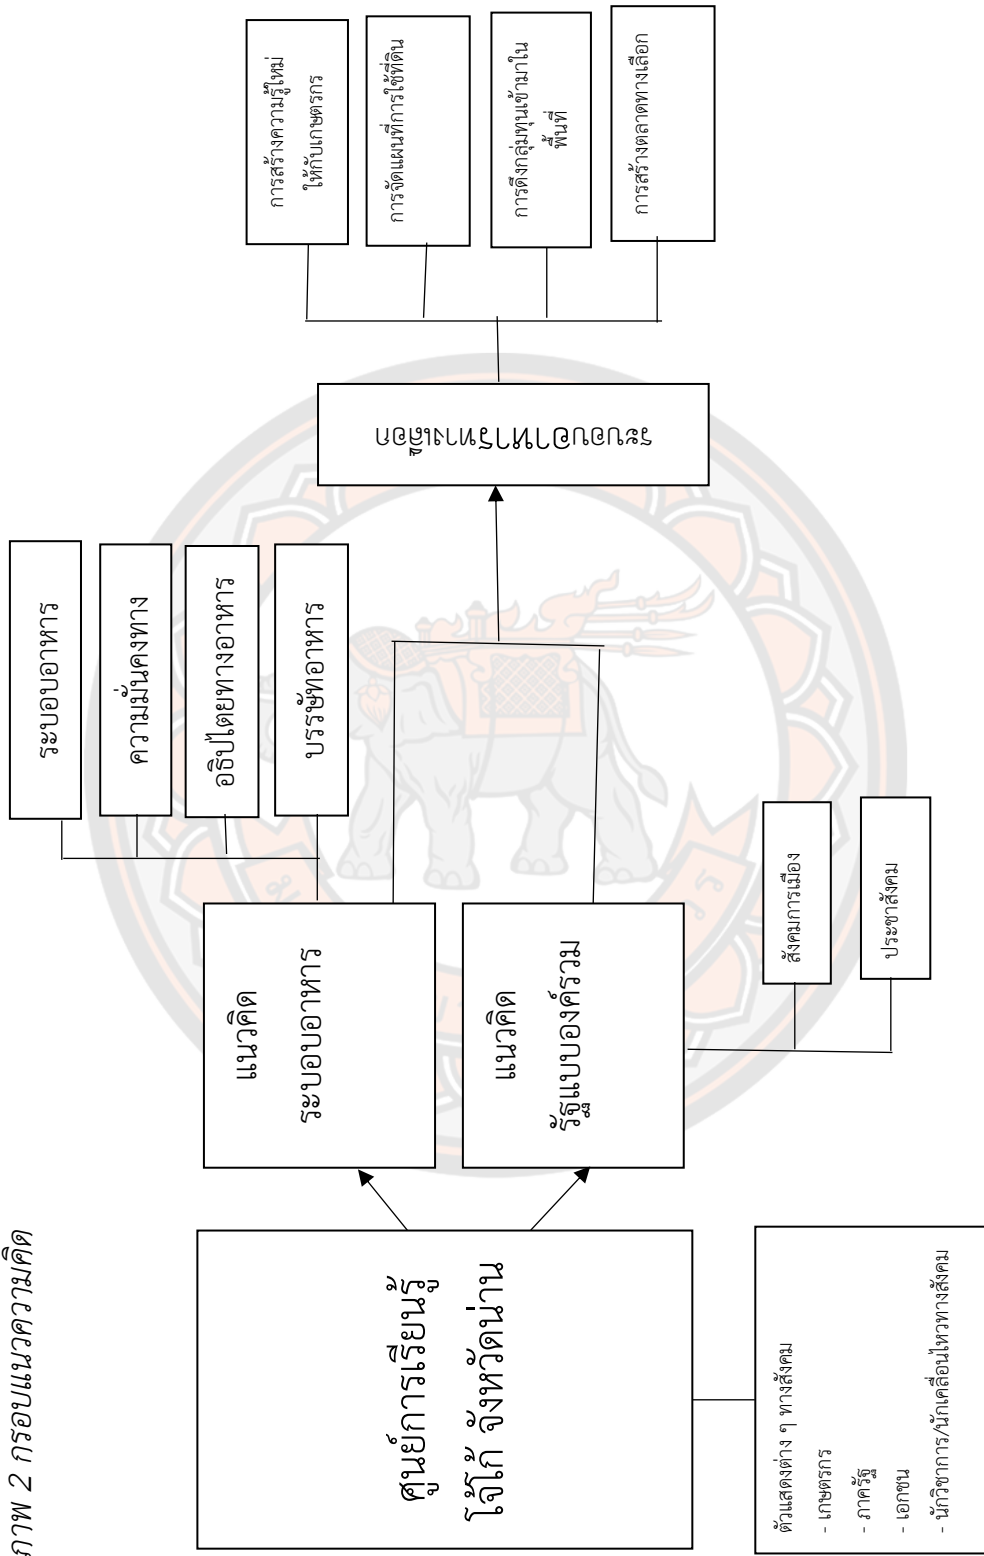 ภาพ 2 กรอบแนวความคิด
ศูนย์การเรียนรู้
โจ้โก้ จังหวัดน่าน
ตัวแสดงต่าง ๆ ทางสังคม
- เกษตรกร
- ภาครัฐ
- เอกชน
- นักวิชาการ/นักเคลื่อนไหวทางสังคม
แนวคิด
ระบอบอาหาร
แนวคิด
รัฐแบบองค์รวม
ระบอบอาหาร
ความมั่นคงทาง
อธิปไตยทางอาหาร
บรรษัทอาหาร
สังคมการเมือง
ประชาสังคม
ระบอบอาหารทางเลือก
การสร้างความรู้ใหม่
ให้กับเกษตรกร
การจัดแผนที่การใช้ที่ดิน
การดึงกลุ่มทุนเข้ามาใน
พื้นที่
การสร้างตลาดทางเลือก